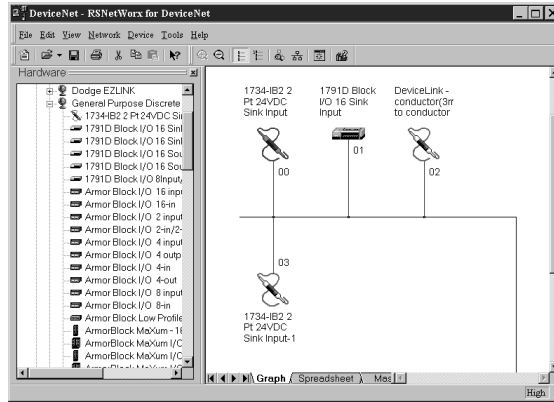 DeviceNet - RSNetWorx for DeviceNet
File Edit View Network Device Tools Help
Hardware
Dodge EZLINK
General Purpose Discrete
1734-IB2 2 Pt 24VDC Si
1791D Block I/O 16 Sinl
1791D Block I/O 16 Sinl
1791D Block I/O 16 Sou
1791D Block I/O 16 Sou
1791D Block I/O 8Input/
Armor Block I/O 16 inpu
Armor Block I/O 16-in
Armor Block I/O 2 input
Armor Block I/O 2-in/2-
Armor Block I/O 4 input
Armor Block I/O 4 outp
Armor Block I/O 4-in
Armor Block I/O 4-out
Armor Block I/O 8 input
Armor Block I/O 8-in
Armor Block Low Profile
ArmorBlock MaXum - 16
ArmorBlock MaXum I/O
ArmorBlock MaXum I/O
1734-IB2 2
Pt 24VDC
Sink Input
00
1791D Block
I/O 16 Sink
Input
01
DeviceLink -
conductor(3m
to conductor
02
03
1734-IB2 2
Pt 24VDC
Sink Input-1
Graph Spreadsheet Mas
High